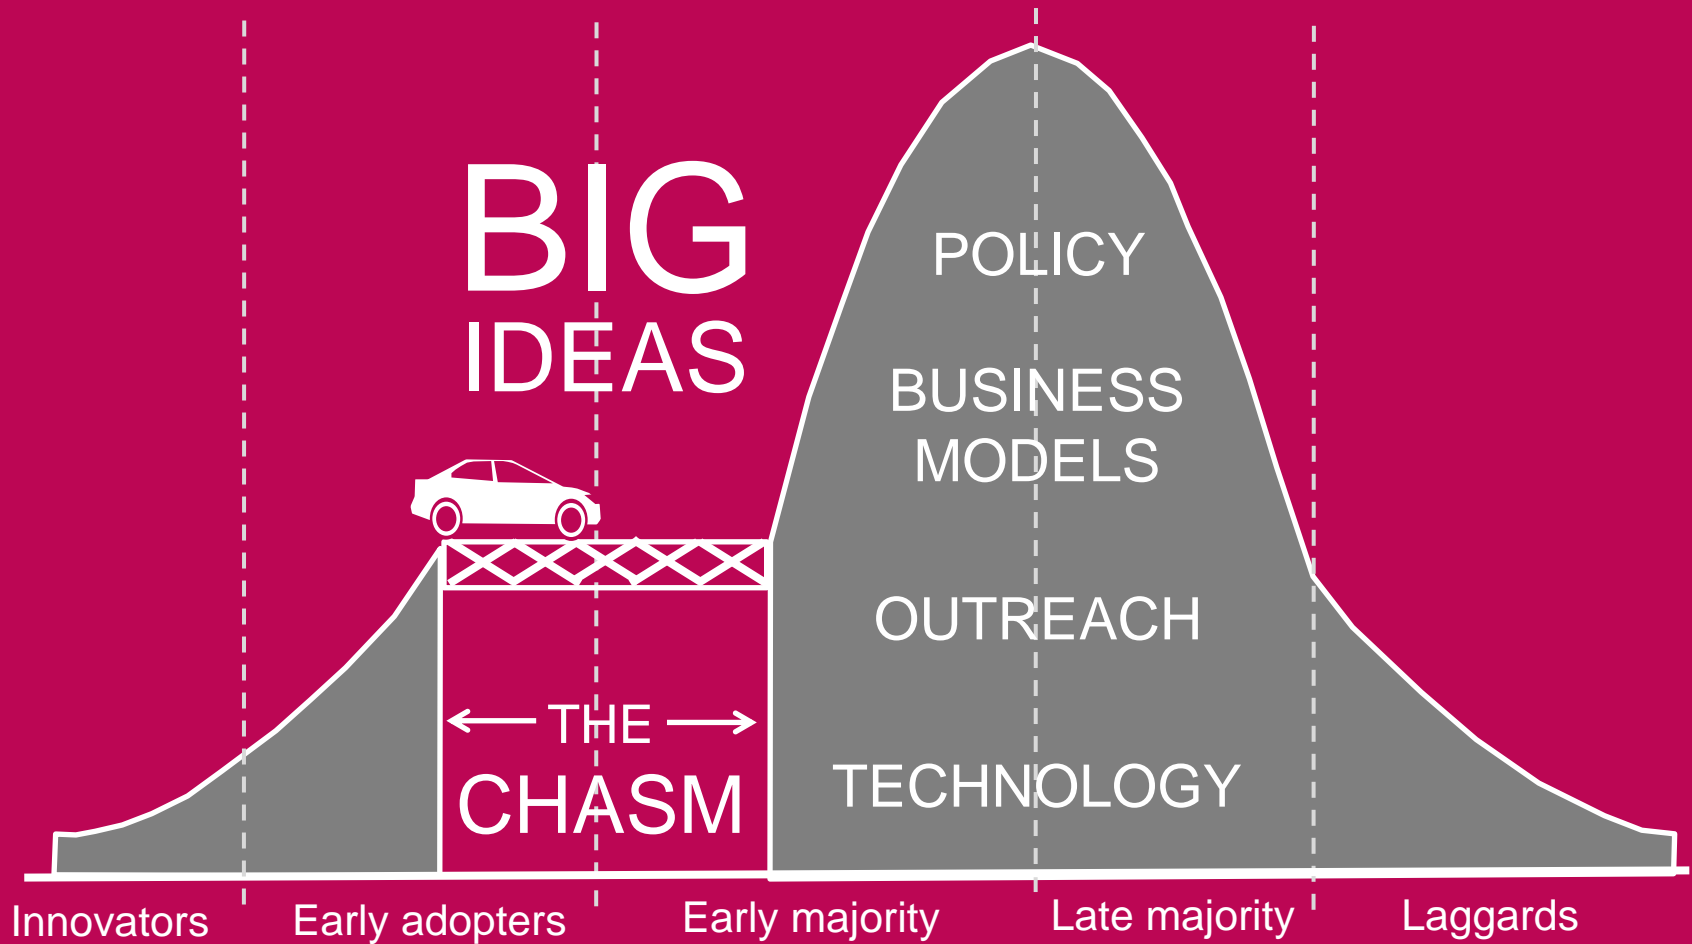 BIG
IDEAS
POLICY
BUSINESS
MODELS
OUTREACH
TECHNOLOGY
THE
CHASM
Innovators
Early adopters
Early majority
Late majority
Laggards